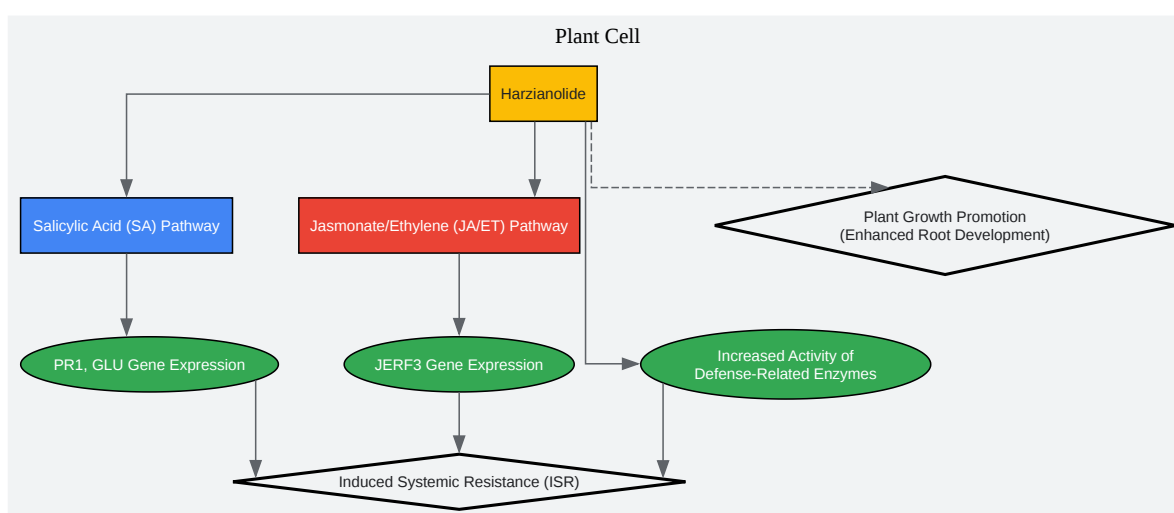 Plant Cell
Harzianolide
Salicylic Acid (SA) Pathway
Jasmonate/Ethylene (JA/ET) Pathway
Plant Growth Promotion
(Enhanced Root Development)
PR1, GLU Gene Expression
JERF3 Gene Expression
Increased Activity of
Defense-Related Enzymes
Induced Systemic Resistance (ISR)